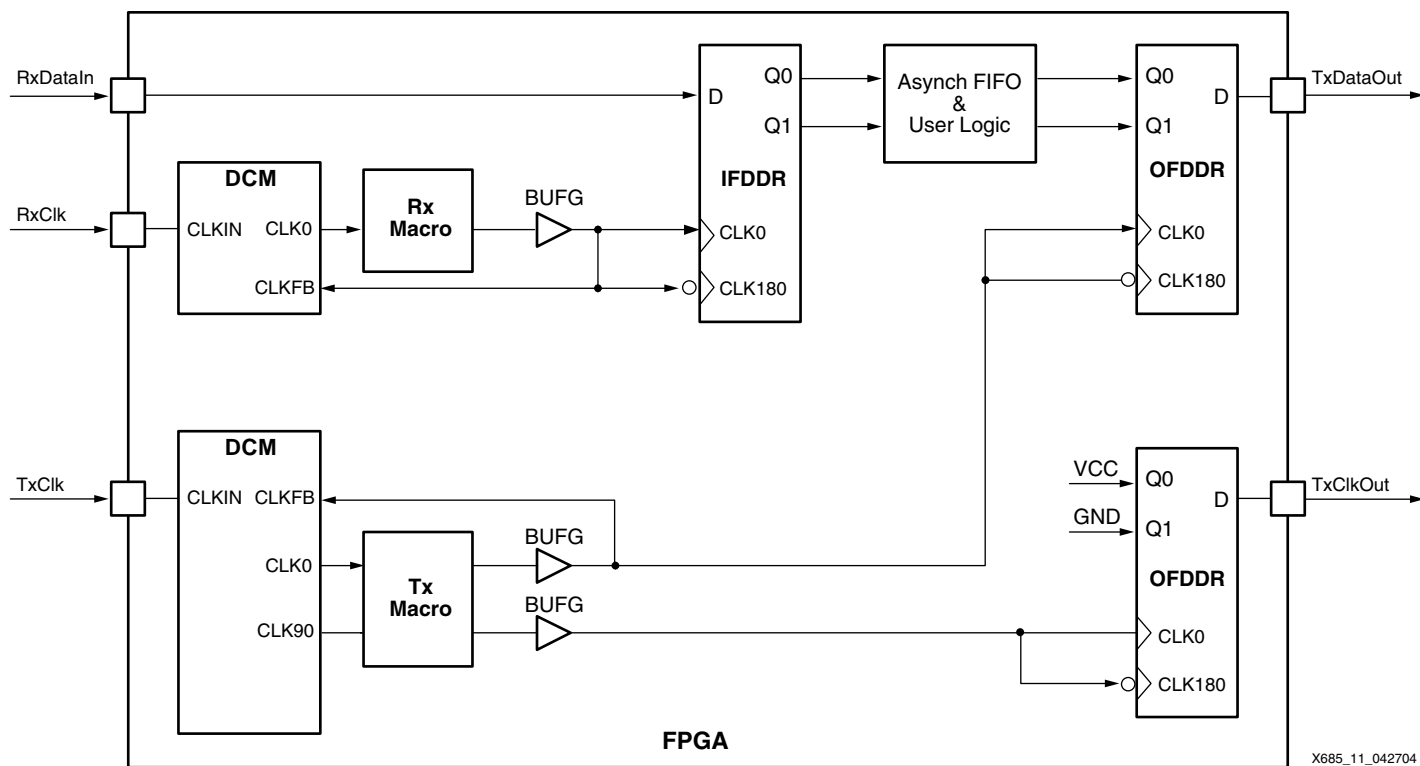 RxDataIn
D
Q0
Q1
IFDDR
CLK0
CLK180
Asynch FIFO
&
User Logic
Q0
Q1
D
OFDDR
CLK0
CLK180
TxDataOut
RxClk
DCM
CLKIN
CLK0
CLKFB
Rx
Macro
BUFG
TxClk
DCM
CLKIN
CLKFB
CLK0
CLK90
Tx
Macro
BUFG
BUFG
VCC
GND
Q0
Q1
D
OFDDR
CLK0
CLK180
TxClkOut
FPGA
X685_11_042704